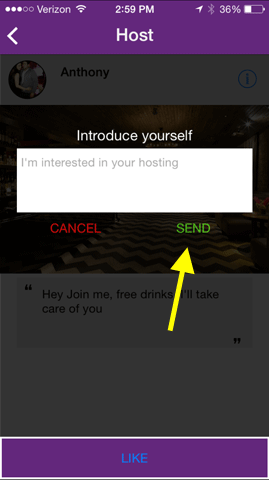 Verizon 2:59 PM 36%
Host
Anthony
Introduce yourself
I'm interested in your hosting
CANCEL SEND
“ Hey Join me, free drinks, I'll take
care of you ”
LIKE